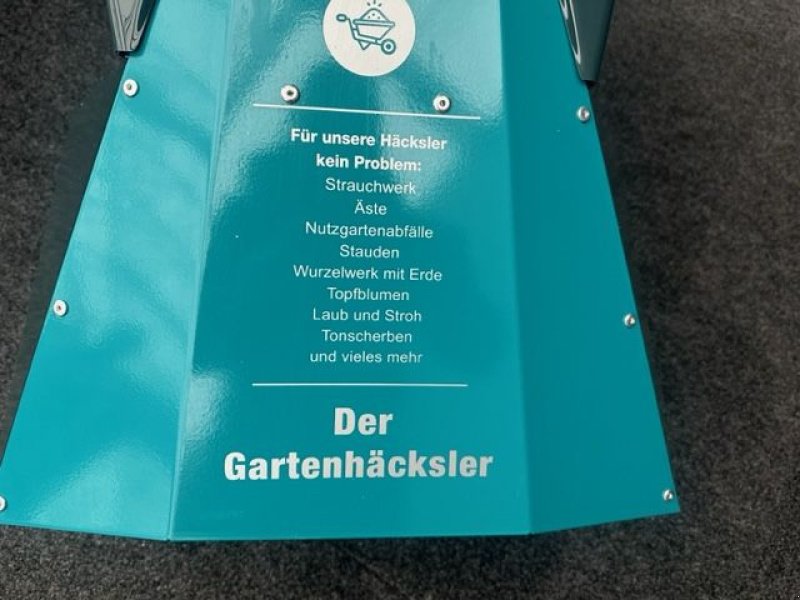 Für unsere Häcksler
kein Problem:
Strauchwerk
Äste
Nutzgartenabfälle
Stauden
Wurzelwerk mit Erde
Topfblumen
Laub und Stroh
Tonscherben
und vieles mehr
Der
Gartenhäcksler